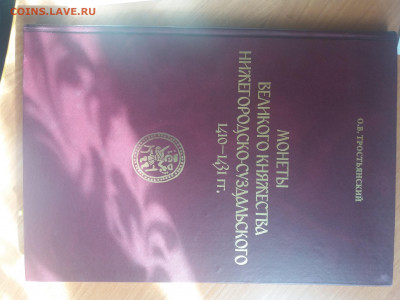 COINS.LAVE.RU
О.В. ТРОСТЬЯНСКИЙ
МОНЕТЫ
ВЕЛИКОГО КНЯЖЕСТВА
НИЖЕГОРОДСКО-СУЗДАЛЬСКОГО
1410–1431 ГГ.